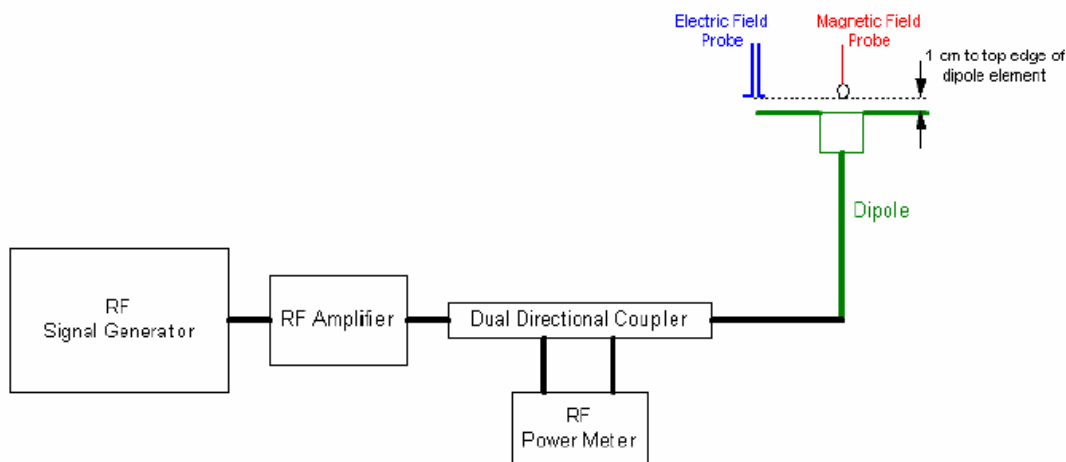 Electric Field
Probe
Magnetic Field
Probe
1 cm to top edge of
dipole element
Dipole
RF
Signal Generator
RF Amplifier
Dual Directional Coupler
RF
Power Meter